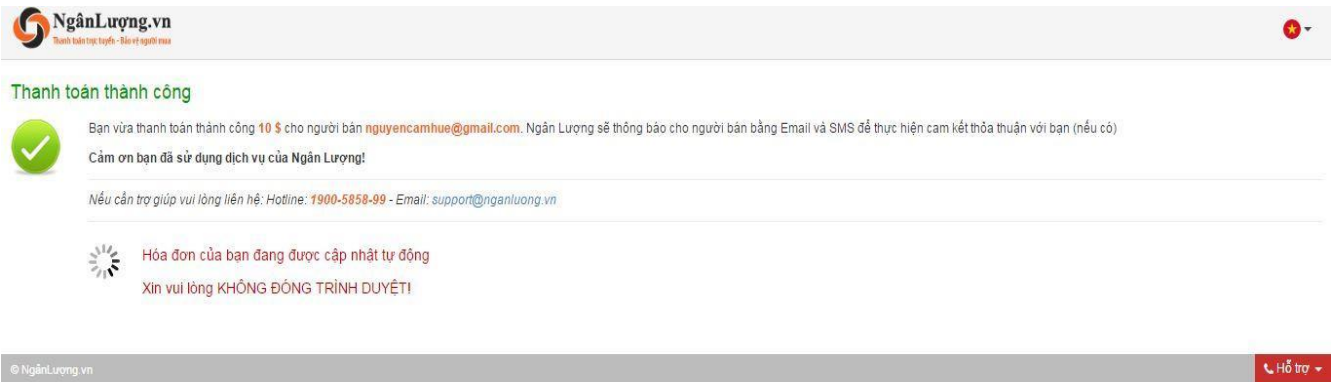 NgânLượng.vn
Thanh toán trực tuyến - Bảo vệ người mua
Thanh toán thành công
Bạn vừa thanh toán thành công 10 $ cho người bán nguyencamhue@gmail.com. Ngân Lượng sẽ thông báo cho người bán bằng Email và SMS để thực hiện cam kết thỏa thuận với bạn (nếu có)
Cảm ơn bạn đã sử dụng dịch vụ của Ngân Lượng!
Nếu cần trợ giúp vui lòng liên hệ: Hotline: 1900-5858-99 - Email: support@nganluong.vn
Hóa đơn của bạn đang được cập nhật tự động
Xin vui lòng KHÔNG ĐÓNG TRÌNH DUYỆT!
© NgânLượng.vn
Hỗ trợ